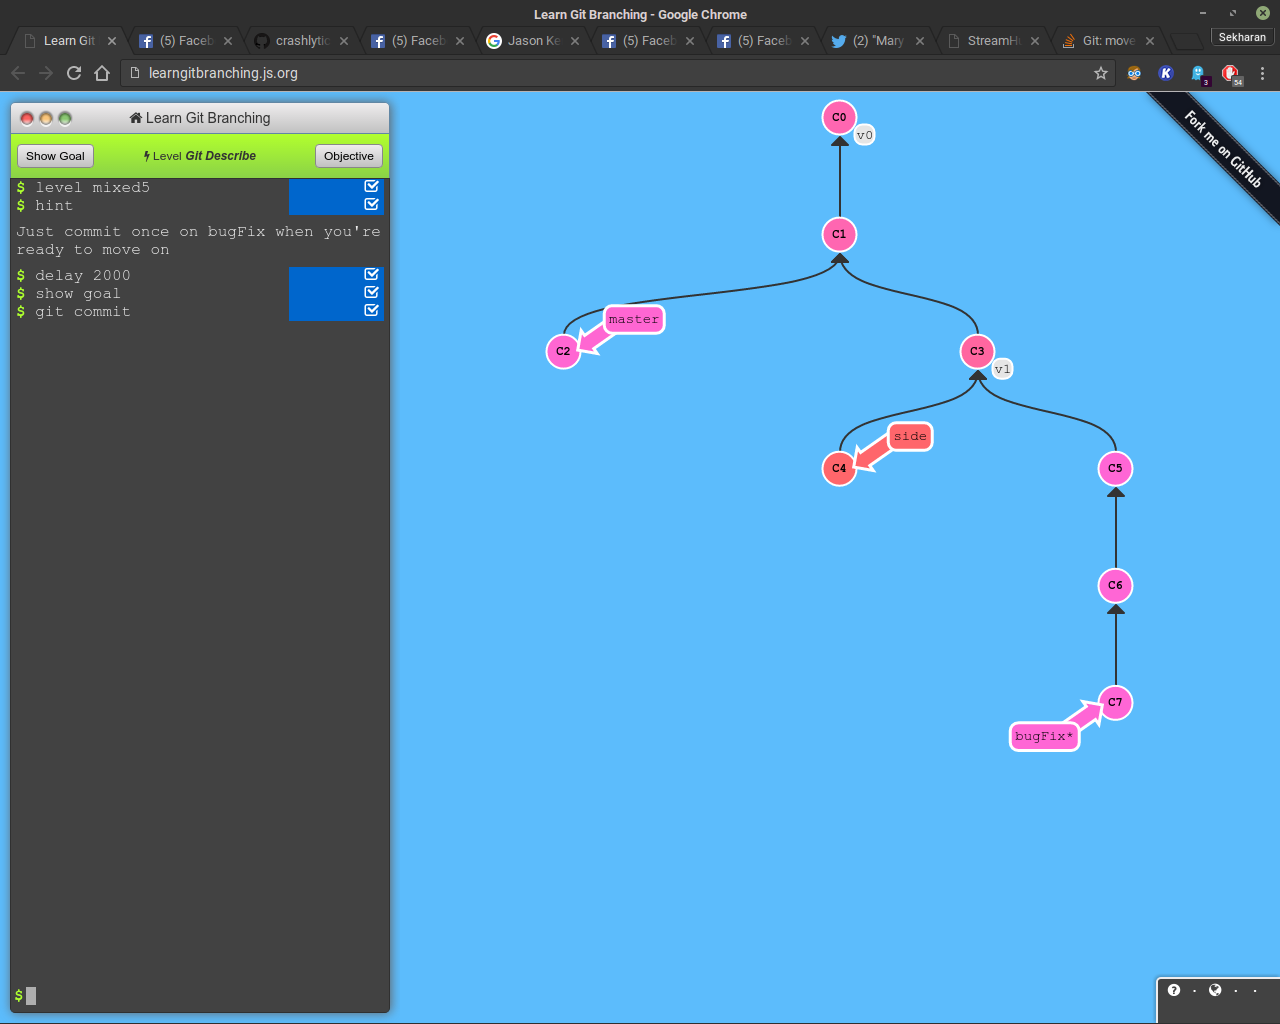 Learn Git Branching - Google Chrome
Learn Git
(5) Faceb
crashlytic
(5) Faceb
Jason Ke
(5) Faceb
(5) Faceb
(2) "Mary
StreamH
Git: move
Sekharan
learngitbranching.js.org
3
54
Learn Git Branching
Show Goal
Level Git Describe
Objective
$ level mixed5
$ hint
Just commit once on bugFix when you're
ready to move on
$ delay 2000
$ show goal
$ git commit
$
C0
v0
C1
master
C2
C3
v1
side
C4
C5
C6
C7
bugFix*
Fork me on GitHub